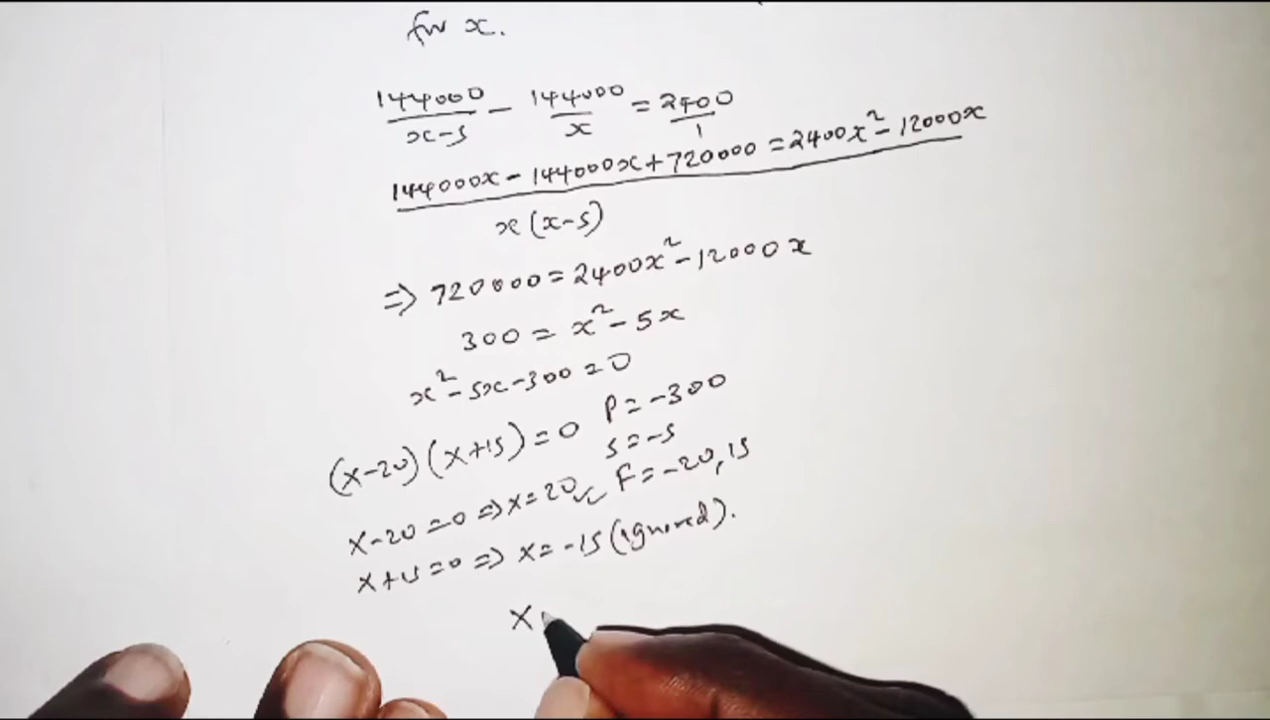 for x.
144000/x-5 - 144000/x = 2400/1
144000x - 144000x + 720000 = 2400x² - 12000x
x(x-5)
⇒ 720000 = 2400x² - 12000x
300 = x² - 5x
x² - 5x - 300 = 0
P = -300
(x-20)(x+15) = 0
S = -5
F = -20, 15
x-20 = 0 ⇒ x = 20 ✓
x+15 = 0 ⇒ x = -15 (ignored).
x